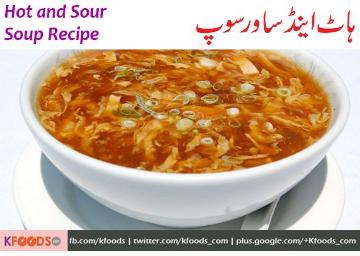 Hot and Sour
Soup Recipe
ہاٹ اینڈ ساور سوپ
KFOODS.COM fb.com/kfoods | twitter.com/kfoods_com | plus.google.com/+Kfoods_com